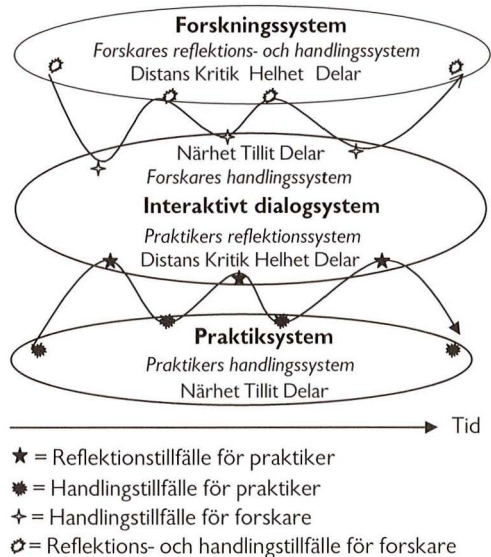 Forskningssystem
Forskares reflektions- och handlingssystem
Distans Kritik Helhet Delar
Närhet Tillit Delar
Forskares handlingssystem
Interaktivt dialogsystem
Praktikers reflektionssystem
Distans Kritik Helhet Delar
Praktiksystem
Praktikers handlingssystem
Närhet Tillit Delar
Tid
= Reflektionstillfälle för praktiker
= Handlingstillfälle för praktiker
= Handlingstillfälle för forskare
= Reflektions- och handlingstillfälle för forskare